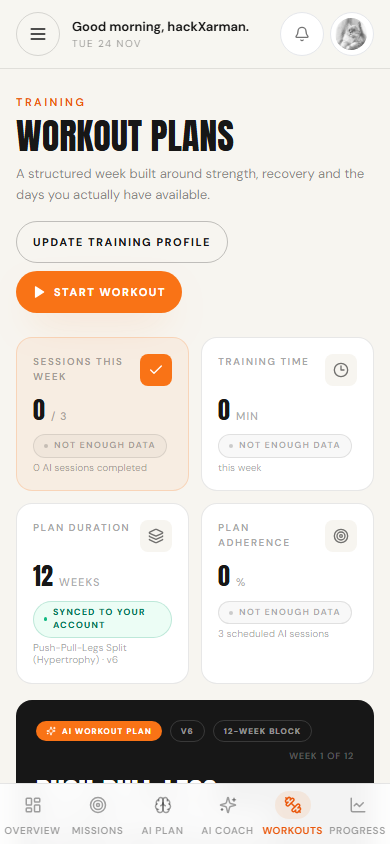 Good morning, hackXarman.
TUE 24 NOV
TRAINING
WORKOUT PLANS
A structured week built around strength, recovery and the
days you actually have available.
UPDATE TRAINING PROFILE
START WORKOUT
SESSIONS THIS
WEEK
0 / 3
NOT ENOUGH DATA
0 AI sessions completed
TRAINING TIME
0 MIN
NOT ENOUGH DATA
this week
PLAN DURATION
12 WEEKS
SYNCED TO YOUR
ACCOUNT
Push-Pull-Legs Split
(Hypertrophy) · v6
PLAN
ADHERENCE
0 %
NOT ENOUGH DATA
3 scheduled AI sessions
AI WORKOUT PLAN
V6
12-WEEK BLOCK
WEEK 1 OF 12
PUSH-PULL-LEGS
OVERVIEW
MISSIONS
AI PLAN
AI COACH
WORKOUTS
PROGRESS